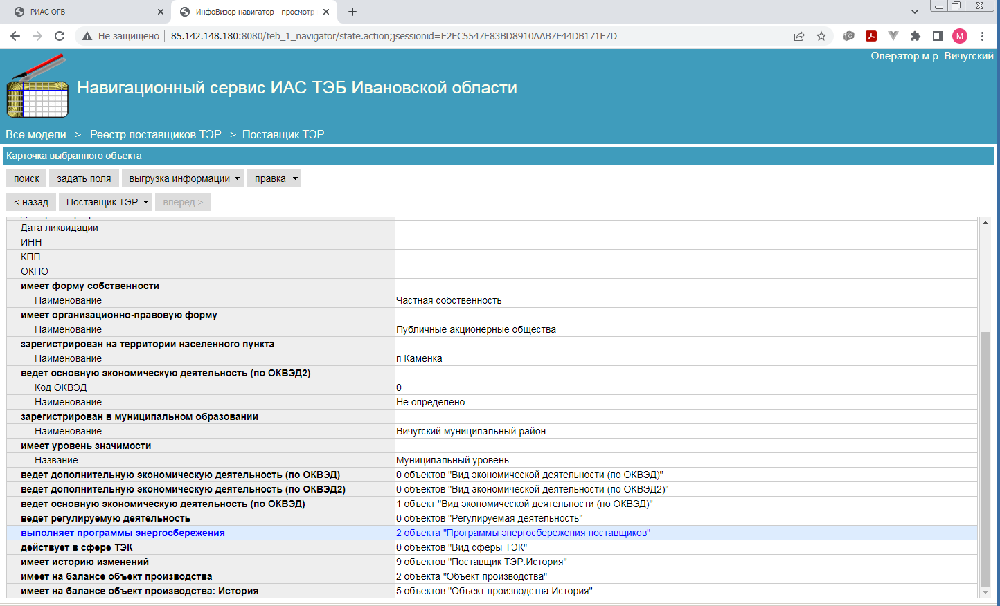 РИАС ОГВ
ИнфоВизор навигатор - просмотр
Не защищено
85.142.148.180:8080/teb_1_navigator/state.action;jsessionid=E2EC5547E83BD8910AAB7F44DB171F7D
M
Оператор м.р. Вичугский
Навигационный сервис ИАС ТЭБ Ивановской области
Все модели > Реестр поставщиков ТЭР > Поставщик ТЭР
Карточка выбранного объекта
поиск задать поля выгрузка информации правка
< назад Поставщик ТЭР вперед >
Дата ликвидации
ИНН
КПП
ОКПО
имеет форму собственности
Наименование Частная собственность
имеет организационно-правовую форму
Наименование Публичные акционерные общества
зарегистрирован на территории населенного пункта
Наименование п Каменка
ведет основную экономическую деятельность (по ОКВЭД2)
Код ОКВЭД 0
Наименование Не определено
зарегистрирован в муниципальном образовании
Наименование Вичугский муниципальный район
имеет уровень значимости
Название Муниципальный уровень
ведет дополнительную экономическую деятельность (по ОКВЭД) 0 объектов "Вид экономической деятельности (по ОКВЭД)"
ведет дополнительную экономическую деятельность (по ОКВЭД2) 0 объектов "Вид экономической деятельности (по ОКВЭД2)"
ведет основную экономическую деятельность (по ОКВЭД) 1 объект "Вид экономической деятельности (по ОКВЭД)"
ведет регулируемую деятельность 0 объектов "Регулируемая деятельность"
выполняет программы энергосбережения 2 объекта "Программы энергосбережения поставщиков"
действует в сфере ТЭК 0 объектов "Вид сферы ТЭК"
имеет историю изменений 9 объектов "Поставщик ТЭР:История"
имеет на балансе объект производства 2 объекта "Объект производства"
имеет на балансе объект производства: История 5 объектов "Объект производства:История"